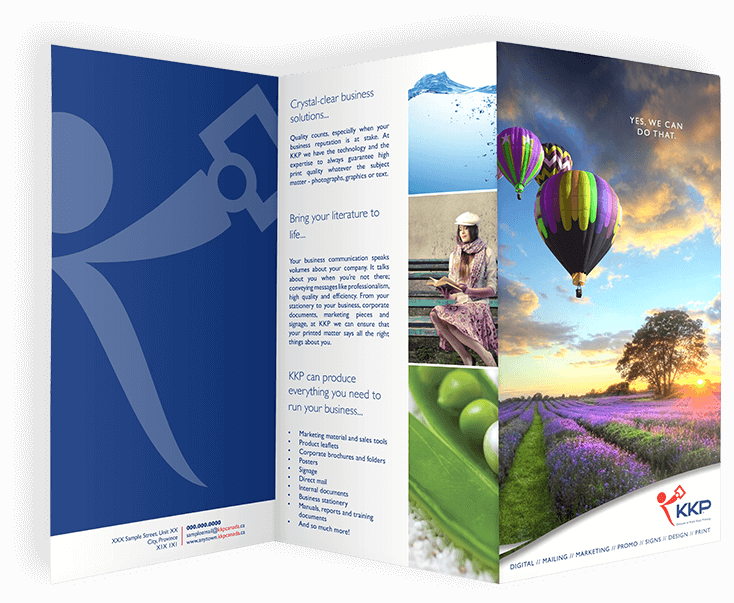 XXX Sample Street, Unit XX
City, Province
X1X 1X1
000.000.0000
sampleemail@kkpcanada.ca
www.anytown.kkpcanada.ca
Crystal-clear business
solutions...
Quality counts, especially when your
business reputation is at stake. At
KKP we have the technology and the
expertise to always guarantee high
print quality whatever the subject
matter - photographs, graphics or text.
Bring your literature to
life...
Your business communication speaks
volumes about your company. It talks
about you when you're not there;
conveying messages like professionalism,
high quality and efficiency. From your
stationery to your business, corporate
documents, marketing pieces and
signage, at KKP we can ensure that
your printed matter says all the right
things about you.
KKP can produce
everything you need to
run your business...
• Marketing material and sales tools
• Product leaflets
• Corporate brochures and folders
• Posters
• Signage
• Direct mail
• Internal documents
• Business stationery
• Manuals, reports and training
documents
• And so much more!
YES, WE CAN
DO THAT.
KKP
DIGITAL // MAILING // MARKETING // PROMO // SIGNS // DESIGN // PRINT